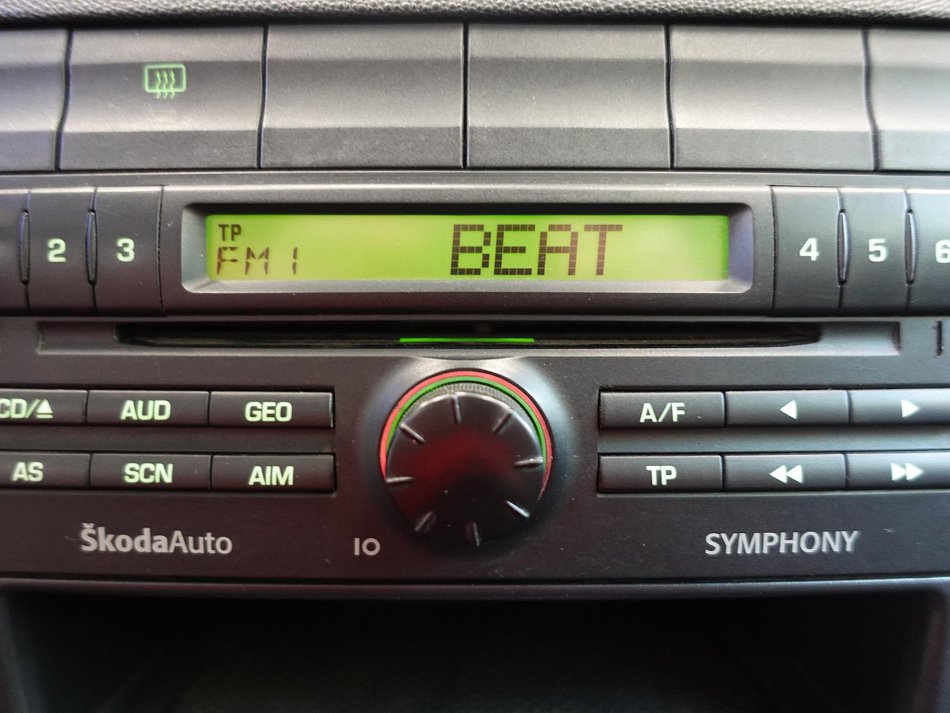 TP
FM1 BEAT
2 3 4 5 6
CD/ AUD GEO A/F
AS SCN AIM TP
ŠkodaAuto IO SYMPHONY